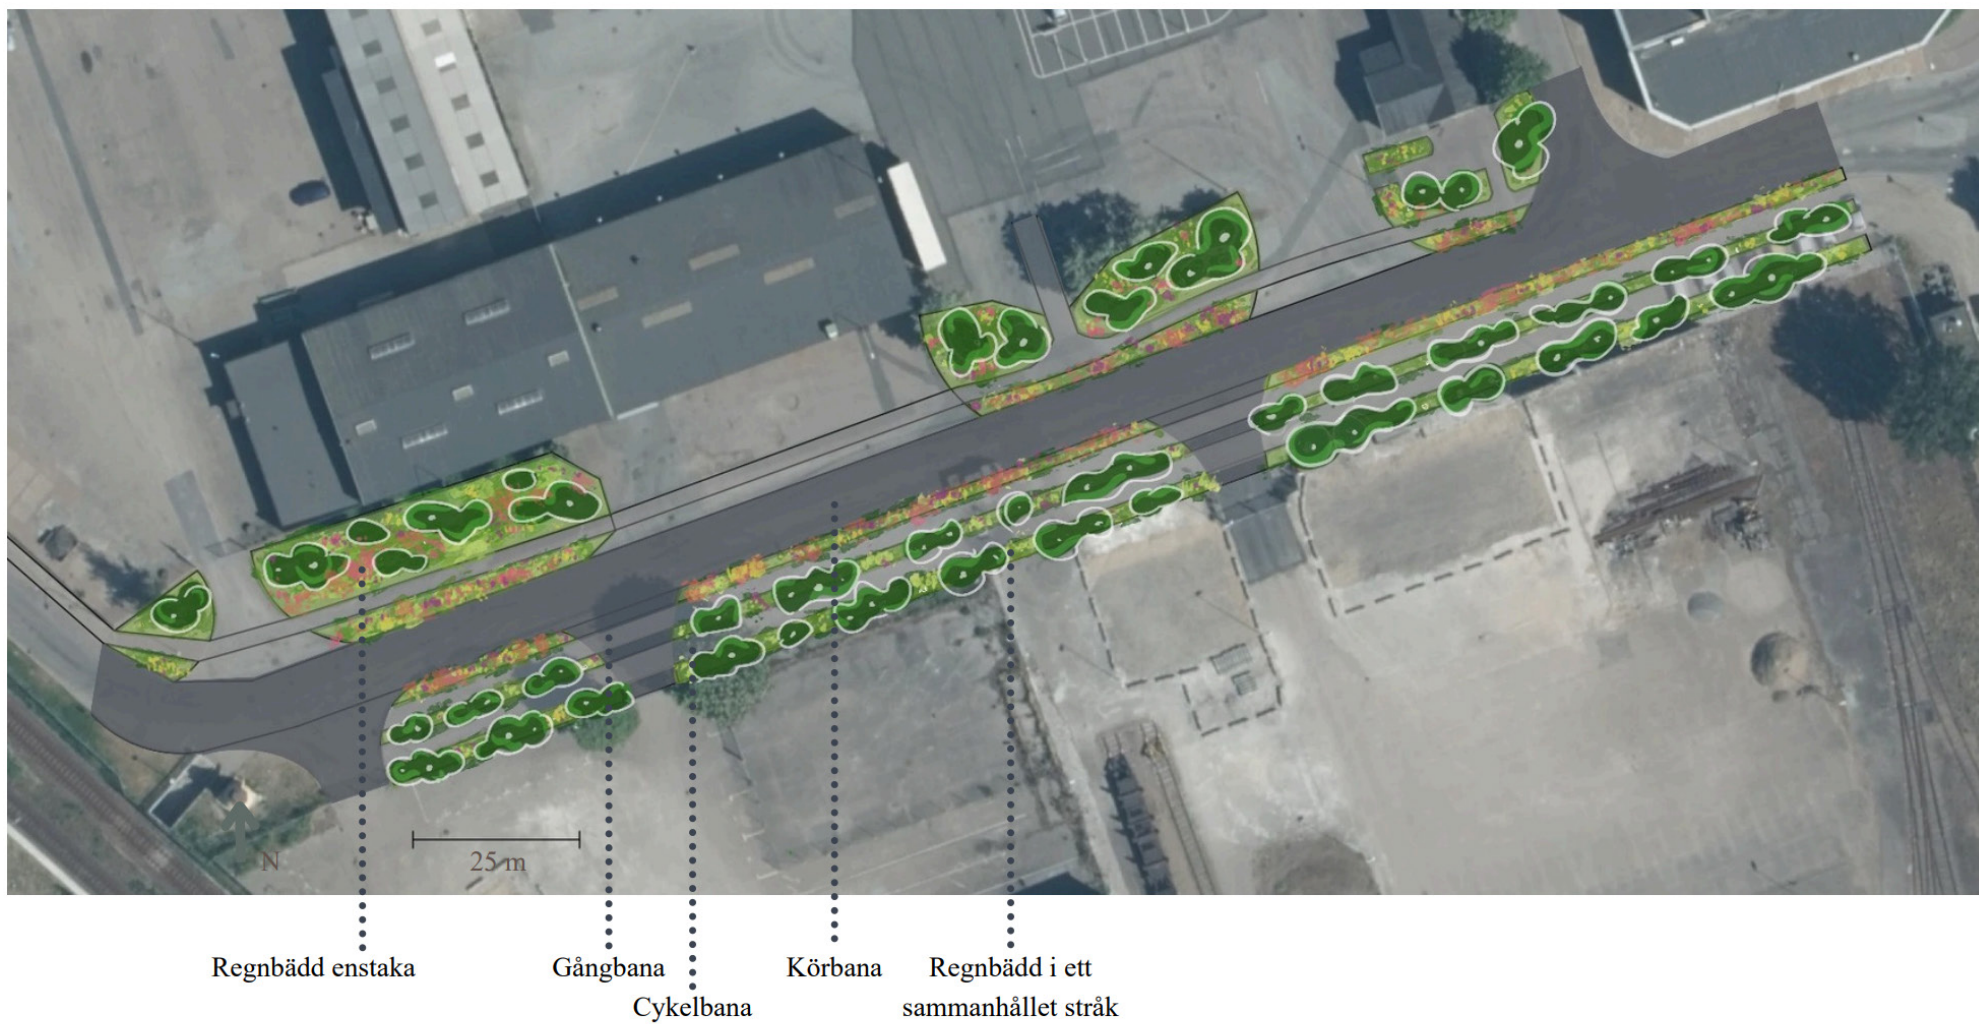 N
25 m
Regnbädd enstaka
Gångbana
Cykelbana
Körbana
Regnbädd i ett
sammanhållet stråk